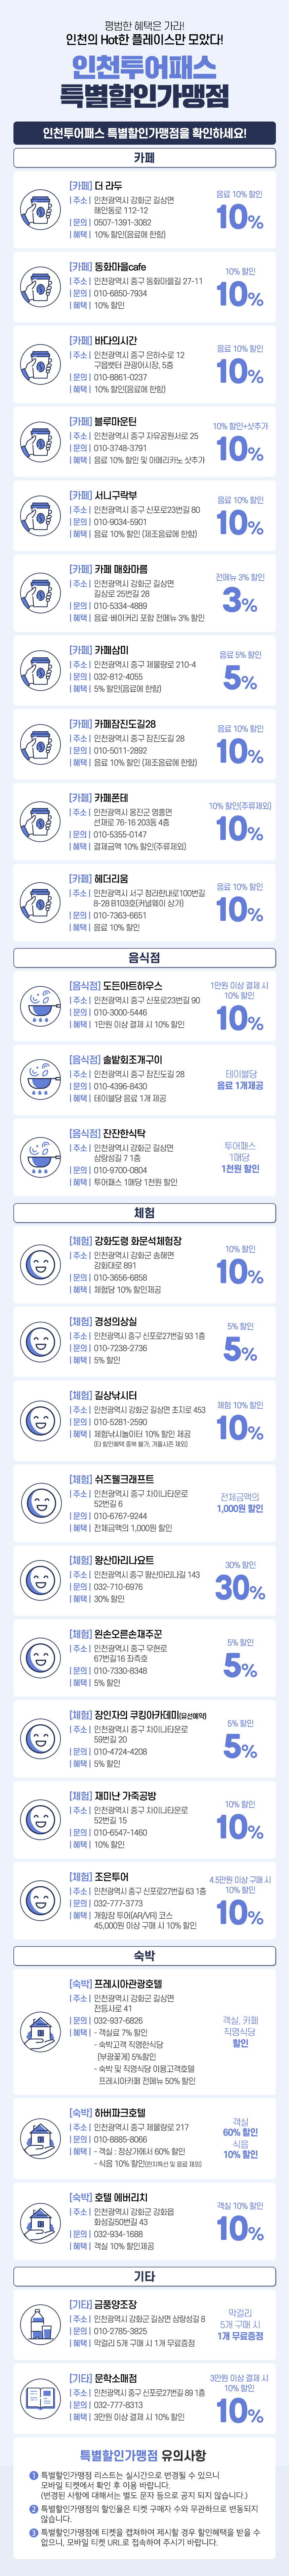 평범한 혜택은 가라!
인천의 Hot한 플레이스만 모았다!
인천투어패스
특별할인가맹점
인천투어패스 특별할인가맹점을 확인하세요!
카페
[카페] 더 라두
| 주소 | 인천광역시 강화군 길상면
해안동로 112-12
| 문의 | 0507-1391-3082
| 혜택 | 10% 할인(음료에 한함)
음료 10% 할인
10%
[카페] 동화마을cafe
| 주소 | 인천광역시 중구 동화마을길 27-11
| 문의 | 010-6850-7934
| 혜택 | 10% 할인
10% 할인
10%
[카페] 바다의시간
| 주소 | 인천광역시 중구 은하수로 12
구읍뱃터 관광어시장, 5층
| 문의 | 010-8861-0237
| 혜택 | 10% 할인(음료에 한함)
음료 10% 할인
10%
[카페] 블루마운틴
| 주소 | 인천광역시 중구 자유공원서로 25
| 문의 | 010-3748-3791
| 혜택 | 음료 10% 할인 및 아메리카노 샷추가
10% 할인+샷추가
10%
[카페] 서니구락부
| 주소 | 인천광역시 중구 신포로23번길 80
| 문의 | 010-9034-5901
| 혜택 | 음료 10% 할인 (제조음료에 한함)
음료 10% 할인
10%
[카페] 카페 매화마름
| 주소 | 인천광역시 강화군 길상면
길상로 25번길 28
| 문의 | 010-5334-4889
| 혜택 | 음료·베이커리 포함 전메뉴 3% 할인
전메뉴 3% 할인
3%
[카페] 카페삼미
| 주소 | 인천광역시 중구 제물량로 210-4
| 문의 | 032-812-4055
| 혜택 | 5% 할인(음료에 한함)
음료 5% 할인
5%
[카페] 카페잠진도길28
| 주소 | 인천광역시 중구 잠진도길 28
| 문의 | 010-5011-2892
| 혜택 | 음료 10% 할인 (제조음료에 한함)
음료 10% 할인
10%
[카페] 카페폰테
| 주소 | 인천광역시 옹진군 영흥면
선재로 76-16 203동 4층
| 문의 | 010-5355-0147
| 혜택 | 결제금액 10% 할인(주류제외)
10% 할인(주류제외)
10%
[카페] 헤더리움
| 주소 | 인천광역시 서구 청라한내로100번길
8-28 B103호(커널웨이 상가)
| 문의 | 010-7363-6651
| 혜택 | 음료 10% 할인
음료 10% 할인
10%
음식점
[음식점] 도든아트하우스
| 주소 | 인천광역시 중구 신포로23번길 90
| 문의 | 010-3000-5446
| 혜택 | 1만원 이상 결제 시 10% 할인
1만원 이상 결제 시
10% 할인
10%
[음식점] 솔밭회조개구이
| 주소 | 인천광역시 중구 잠진도길 28
| 문의 | 010-4396-8430
| 혜택 | 테이블당 음료 1개 제공
테이블당
음료 1개제공
[음식점] 잔잔한식탁
| 주소 | 인천광역시 강화군 길상면
삼랑성길 7 1층
| 문의 | 010-9700-0804
| 혜택 | 투어패스 1매당 1천원 할인
투어패스
1매당
1천원 할인
체험
[체험] 강화도령 화문석체험장
| 주소 | 인천광역시 강화군 송해면
강화대로 891
| 문의 | 010-3656-6858
| 혜택 | 체험당 10% 할인제공
10% 할인
10%
[체험] 경성의상실
| 주소 | 인천광역시 중구 신포로27번길 93 1층
| 문의 | 010-7238-2736
| 혜택 | 5% 할인
5% 할인
5%
[체험] 길상낚시터
| 주소 | 인천광역시 강화군 길상면 초지로 453
| 문의 | 010-5281-2590
| 혜택 | 체험낚시놀이터 10% 할인 제공
(타 할인혜택 중복 불가, 겨울시즌 제외)
체험 10% 할인
10%
[체험] 쉬즈웰크래프트
| 주소 | 인천광역시 중구 차이나타운로
52번길 6
| 문의 | 010-6767-9244
| 혜택 | 전체금액의 1,000원 할인
전체금액의
1,000원 할인
[체험] 왕산마리나요트
| 주소 | 인천광역시 중구 왕산마리나길 143
| 문의 | 032-710-6976
| 혜택 | 30% 할인
30% 할인
30%
[체험] 왼손오른손재주꾼
| 주소 | 인천광역시 중구 우현로
67번길16 좌측호
| 문의 | 010-7330-8348
| 혜택 | 5% 할인
5% 할인
5%
[체험] 장인자의 쿠킹아카데미(유선예약)
| 주소 | 인천광역시 중구 차이나타운로
59번길 20
| 문의 | 010-4724-4208
| 혜택 | 5% 할인
5% 할인
5%
[체험] 재미난 가죽공방
| 주소 | 인천광역시 중구 차이나타운로
52번길 15
| 문의 | 010-6547-1460
| 혜택 | 10% 할인
10% 할인
10%
[체험] 조은투어
| 주소 | 인천광역시 중구 신포로27번길 63 1층
| 문의 | 032-777-3773
| 혜택 | 개항장 투어(AR/VR) 코스
45,000원 이상 구매 시 10% 할인
4.5만원 이상 구매 시
10% 할인
10%
숙박
[숙박] 프레시아관광호텔
| 주소 | 인천광역시 강화군 길상면
전등사로 41
| 문의 | 032-937-6826
| 혜택 | - 객실료 7% 할인
- 숙박고객 직영한식당
(부광꽃게) 5%할인
- 숙박 및 직영식당 이용고객호텔
프레시아카페 전메뉴 50% 할인
객실, 카페
직영식당
할인
[숙박] 하버파크호텔
| 주소 | 인천광역시 중구 제물량로 217
| 문의 | 010-8885-8066
| 혜택 | - 객실 : 정상가에서 60% 할인
- 식음 10% 할인(런치특선 및 음료 제외)
객실
60% 할인
식음
10% 할인
[숙박] 호텔 에버리치
| 주소 | 인천광역시 강화군 강화읍
화성길50번길 43
| 문의 | 032-934-1688
| 혜택 | 객실 10% 할인제공
객실 10% 할인
10%
기타
[기타] 금풍양조장
| 주소 | 인천광역시 강화군 길상면 삼랑성길 8
| 문의 | 010-2785-3825
| 혜택 | 막걸리 5개 구매 시 1개 무료증정
막걸리
5개 구매 시
1개 무료증정
[기타] 문학소매점
| 주소 | 인천광역시 중구 신포로27번길 89 1층
| 문의 | 032-777-8313
| 혜택 | 3만원 이상 결제 시 10% 할인
3만원 이상 결제 시
10% 할인
10%
특별할인가맹점 유의사항
1 특별할인가맹점 리스트는 실시간으로 변경될 수 있으니
모바일 티켓에서 확인 후 이용 바랍니다.
(변경된 사항에 대해서는 별도 문자 등으로 공지 되지 않습니다.)
2 특별할인가맹점의 할인율은 티켓 구매자 수와 무관하므로 변동되지
않습니다.
3 특별할인가맹점에 티켓을 캡쳐하여 제시할 경우 할인혜택을 받을 수
없으니, 모바일 티켓 URL로 접속하여 주시기 바랍니다.